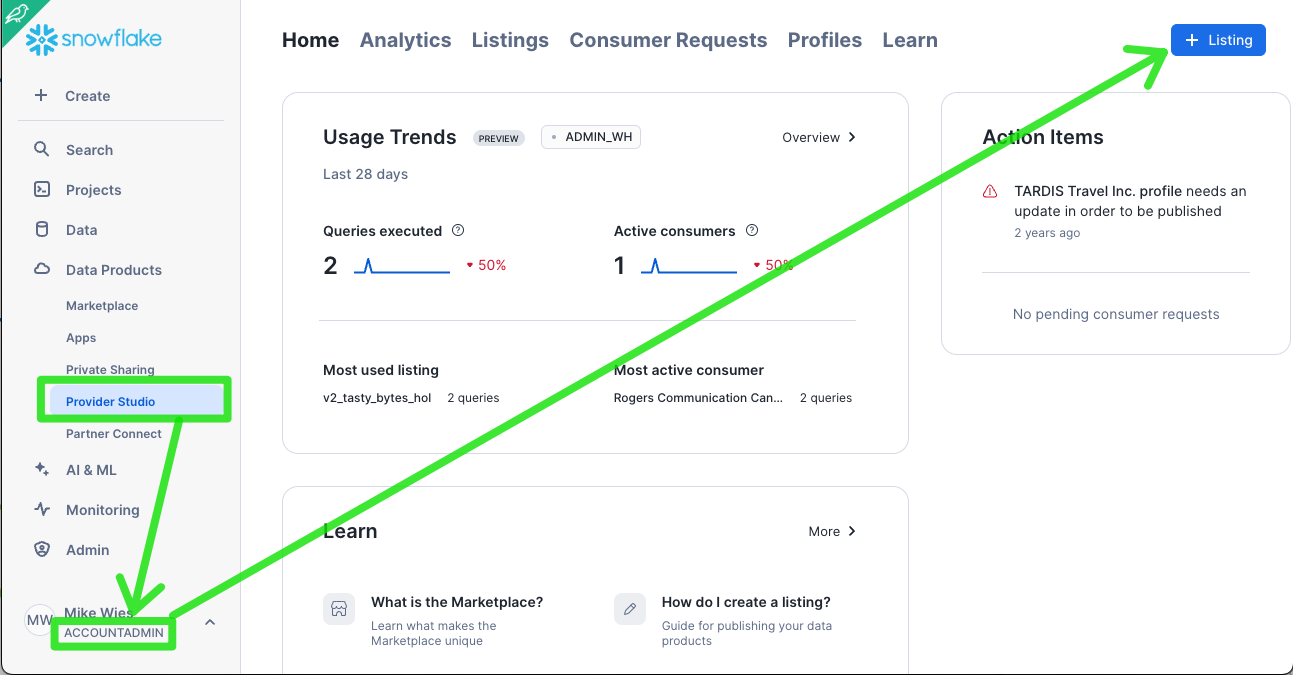 snowflake
Create
Search
Projects
Data
Data Products
Marketplace
Apps
Private Sharing
Provider Studio
Partner Connect
AI & ML
Monitoring
Admin
MW
Mike Wies
ACCOUNTADMIN
Home Analytics Listings Consumer Requests Profiles Learn
+ Listing
Usage Trends PREVIEW ADMIN_WH Overview
Last 28 days
Queries executed
2 50%
Active consumers
1 50%
Most used listing
v2_tasty_bytes_hol 2 queries
Most active consumer
Rogers Communication Can... 2 queries
Action Items
TARDIS Travel Inc. profile needs an
update in order to be published
2 years ago
No pending consumer requests
Learn More
What is the Marketplace?
Learn what makes the
Marketplace unique
How do I create a listing?
Guide for publishing your data
products